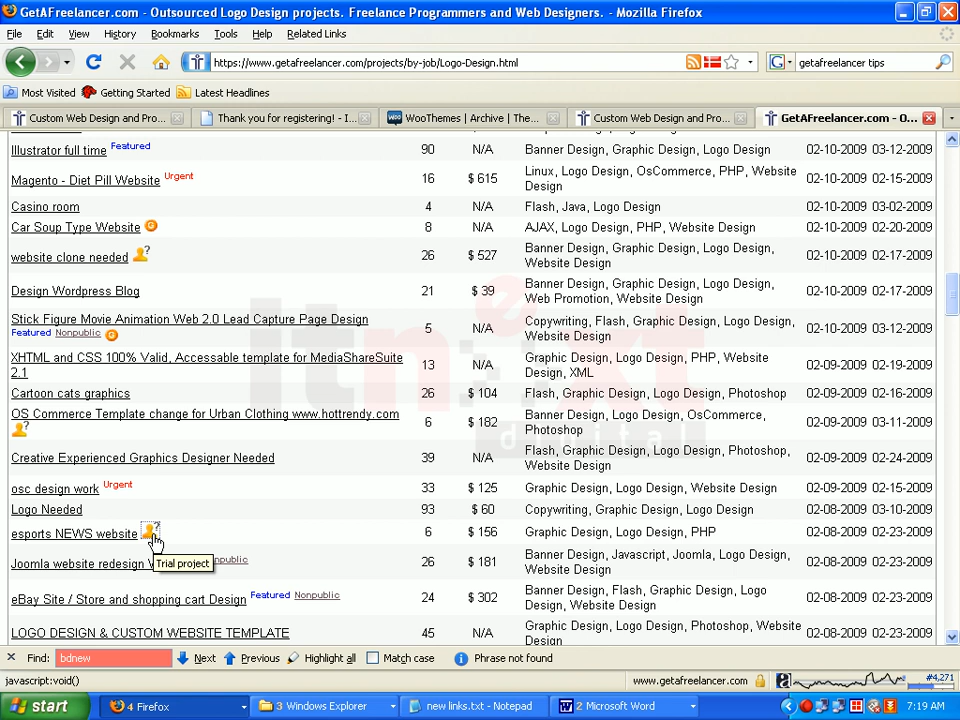 GetAFreelancer.com - Outsourced Logo Design projects. Freelance Programmers and Web Designers. - Mozilla Firefox
File Edit View History Bookmarks Tools Help Related Links
https://www.getafreelancer.com/projects/by-job/Logo-Design.html
getafreelancer tips
Most Visited Getting Started Latest Headlines
Custom Web Design and Pro... Thank you for registering! - I... WooThemes | Archive | The... Custom Web Design and Pro... GetAFreelancer.com - O...
Illustrator full time Featured 90 N/A Banner Design, Graphic Design, Logo Design 02-10-2009 03-12-2009
Magento - Diet Pill Website Urgent 16 $ 615 Linux, Logo Design, OsCommerce, PHP, Website 02-10-2009 02-15-2009
Design
Casino room 4 N/A Flash, Java, Logo Design 02-10-2009 03-02-2009
Car Soup Type Website 8 N/A AJAX, Logo Design, PHP, Website Design 02-10-2009 02-20-2009
website clone needed 26 $ 527 Banner Design, Graphic Design, Logo Design, 02-10-2009 02-17-2009
Website Design
Design Wordpress Blog 21 $ 39 Banner Design, Graphic Design, Logo Design, 02-10-2009 02-17-2009
Web Promotion, Website Design
Stick Figure Movie Animation Web 2.0 Lead Capture Page Design
Featured Nonpublic 5 N/A Copywriting, Flash, Graphic Design, Logo Design, 02-10-2009 03-12-2009
Website Design
XHTML and CSS 100% Valid, Accessable template for MediaShareSuite
2.1 13 N/A Graphic Design, Logo Design, PHP, Website 02-09-2009 02-19-2009
Design, XML
Cartoon cats graphics 26 $ 104 Flash, Graphic Design, Logo Design, Photoshop 02-09-2009 02-16-2009
OS Commerce Template change for Urban Clothing www.hottrendy.com 6 $ 182 Banner Design, Logo Design, OsCommerce, 02-09-2009 03-11-2009
Photoshop
Creative Experienced Graphics Designer Needed 39 N/A Flash, Graphic Design, Logo Design, Photoshop, 02-09-2009 02-24-2009
Website Design
osc design work Urgent 33 $ 125 Graphic Design, Logo Design, Website Design 02-09-2009 02-15-2009
Logo Needed 93 $ 60 Copywriting, Graphic Design, Logo Design 02-08-2009 03-10-2009
esports NEWS website 6 $ 156 Graphic Design, Logo Design, PHP 02-08-2009 02-23-2009
Trial project
Joomla website redesign 26 $ 181 Banner Design, Javascript, Joomla, Logo Design, 02-08-2009 02-23-2009
Website Design
eBay Site / Store and shopping cart Design Featured Nonpublic 24 $ 302 Banner Design, Flash, Graphic Design, Logo 02-08-2009 02-23-2009
Design, Website Design
LOGO DESIGN & CUSTOM WEBSITE TEMPLATE 45 N/A Graphic Design, Logo Design, Photoshop, Website 02-08-2009 02-23-2009
Design
itnext
digital
Find: bdnew Next Previous Highlight all Match case Phrase not found
javascript:void() www.getafreelancer.com #4,271
start 4 Firefox 3 Windows Explorer new links.txt - Notepad 2 Microsoft Word 7:19 AM